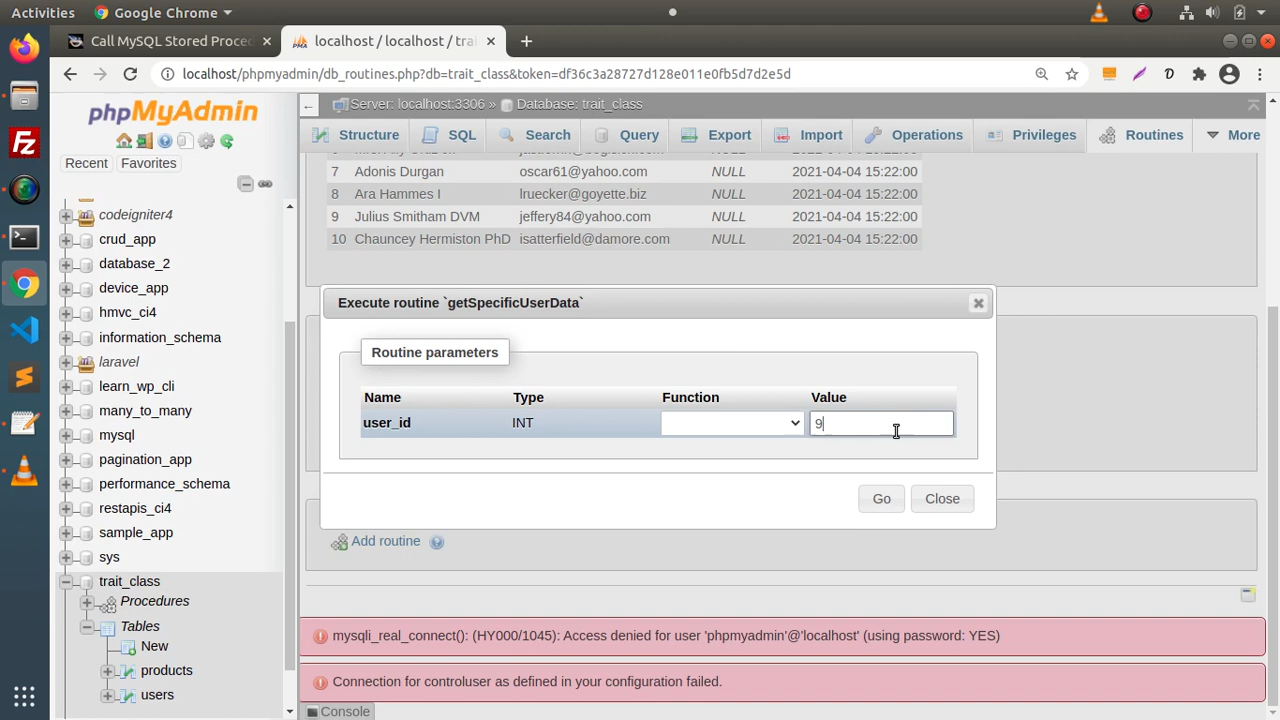 Activities
Google Chrome
Call MySQL Stored Proced
localhost / localhost / trai
localhost/phpmyadmin/db_routines.php?db=trait_class&token=df36c3a28727d128e011e0fb5d7d2e5d
phpMyAdmin
Recent
Favorites
codeigniter4
crud_app
database_2
device_app
hmvc_ci4
information_schema
laravel
learn_wp_cli
many_to_many
mysql
pagination_app
performance_schema
restapis_ci4
sample_app
sys
trait_class
Procedures
Tables
New
products
users
Server: localhost:3306 » Database: trait_class
Structure
SQL
Search
Query
Export
Import
Operations
Privileges
Routines
More
7 Adonis Durgan oscar61@yahoo.com NULL 2021-04-04 15:22:00
8 Ara Hammes I lruecker@goyette.biz NULL 2021-04-04 15:22:00
9 Julius Smitham DVM jeffery84@yahoo.com NULL 2021-04-04 15:22:00
10 Chauncey Hermiston PhD isatterfield@damore.com NULL 2021-04-04 15:22:00
Execute routine `getSpecificUserData`
Routine parameters
Name Type Function Value
user_id INT 9
Go
Close
Add routine
mysqli_real_connect(): (HY000/1045): Access denied for user 'phpmyadmin'@'localhost' (using password: YES)
Connection for controluser as defined in your configuration failed.
Console